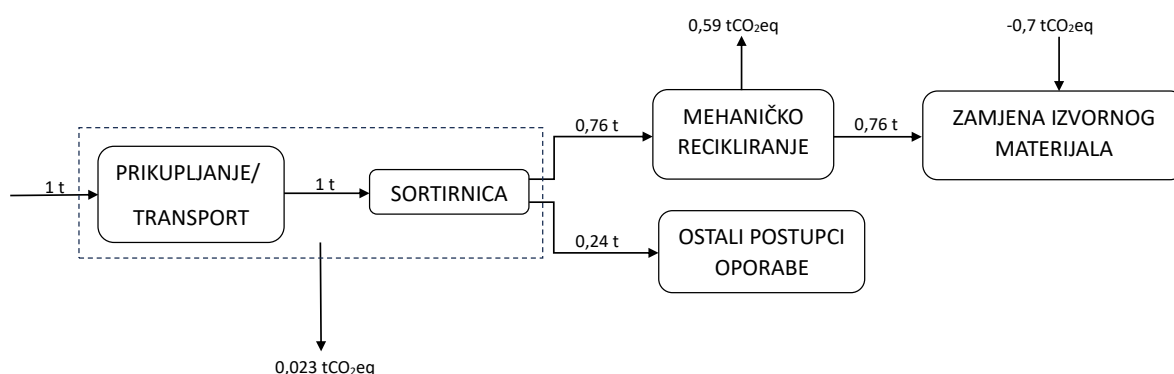 0,59 tCO₂eq
-0,7 tCO₂eq
0,76 t
MEHANIČKO
RECIKLIRANJE
0,76 t
ZAMJENA IZVORNOG
MATERIJALA
1 t
PRIKUPLJANJE/
TRANSPORT
1 t
SORTIRNICA
0,24 t
OSTALI POSTUPCI
OPORABE
0,023 tCO₂eq